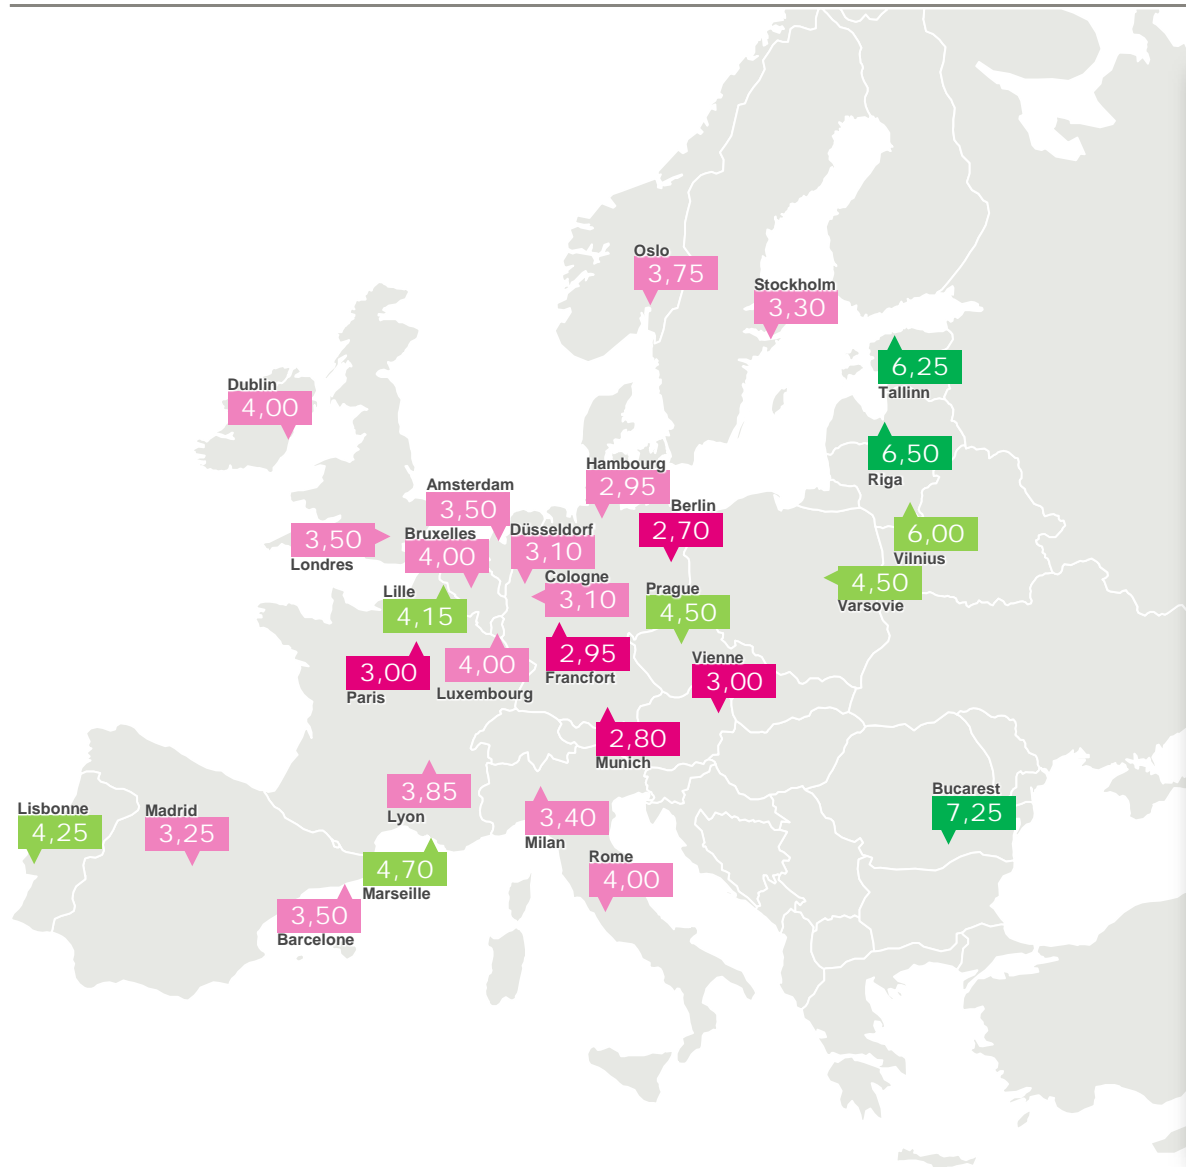 Oslo
3,75
Stockholm
3,30
6,25
Tallinn
Dublin
4,00
6,50
Riga
Hambourg
2,95
Amsterdam
3,50
Berlin
2,70
3,50
Londres
Bruxelles
4,00
Düsseldorf
3,10
6,00
Vilnius
Cologne
3,10
4,50
Varsovie
Lille
4,15
Prague
4,50
3,00
Paris
4,00
Luxembourg
2,95
Francfort
Vienne
3,00
2,80
Munich
3,85
Lyon
Bucarest
7,25
Lisbonne
4,25
Madrid
3,25
3,40
Milan
4,70
Marseille
Rome
4,00
3,50
Barcelone